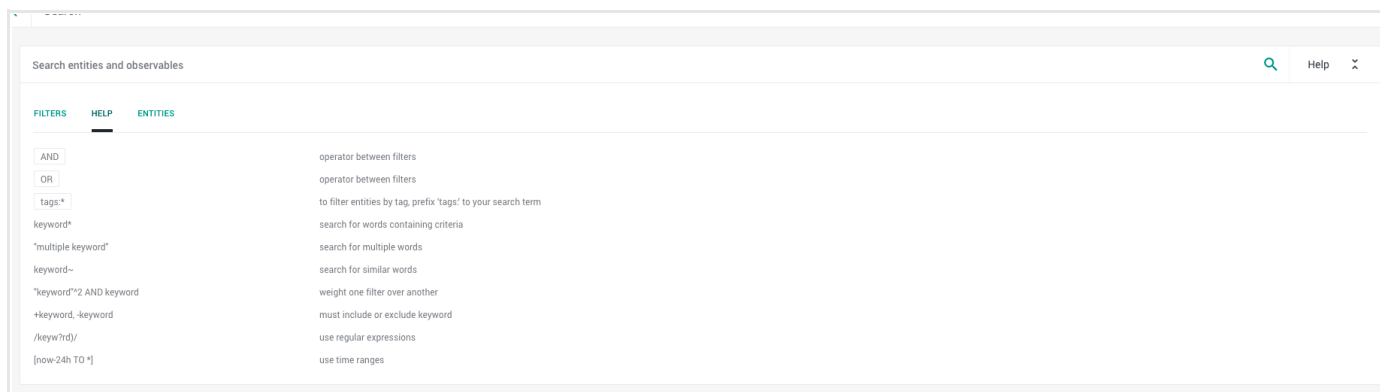 Search entities and observables
Help
FILTERS HELP ENTITIES
AND operator between filters
OR operator between filters
tags:* to filter entities by tag, prefix 'tags:' to your search term
keyword* search for words containing criteria
"multiple keyword" search for multiple words
keyword~ search for similar words
"keyword"^2 AND keyword weight one filter over another
+keyword, -keyword must include or exclude keyword
/keyw?rd)/ use regular expressions
[now-24h TO *] use time ranges